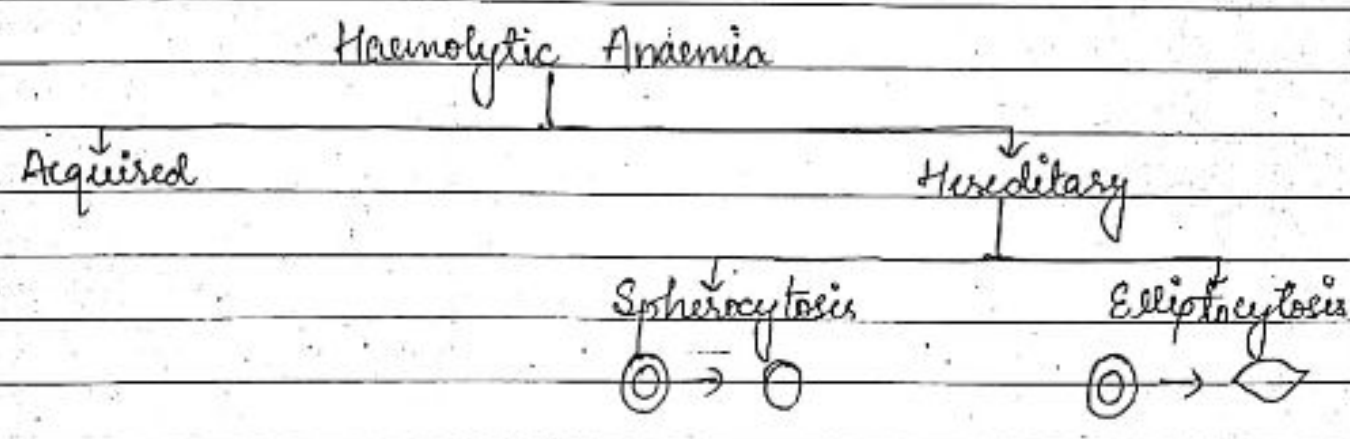 Haemolytic Anaemia
Acquired Hereditary
Spherocytosis Elliptocytosis